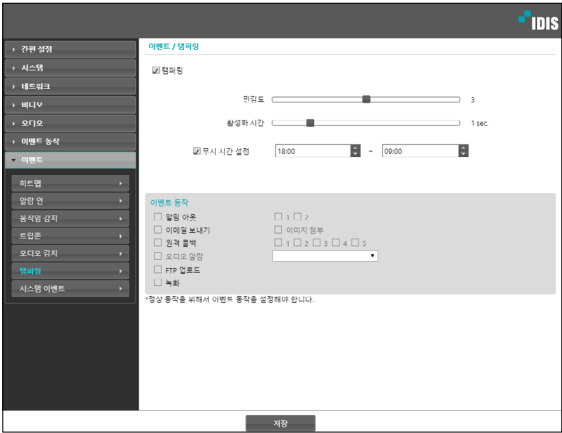 IDIS
간편 설정
시스템
네트워크
비디오
오디오
이벤트 동작
이벤트
히트맵
알람 인
움직임 감지
트립존
오디오 감지
탬퍼링
시스템 이벤트
이벤트 / 탬퍼링
탬퍼링
민감도 3
활성화 시간 1 sec.
무시 시간 설정 18:00 ~ 09:00
이벤트 동작
알람 아웃 1 2
이메일 보내기 이미지 첨부
원격 콜백 1 2 3 4 5
오디오 알람
FTP 업로드
녹화
*정상 동작을 위해서 이벤트 동작을 설정해야 합니다.
저장